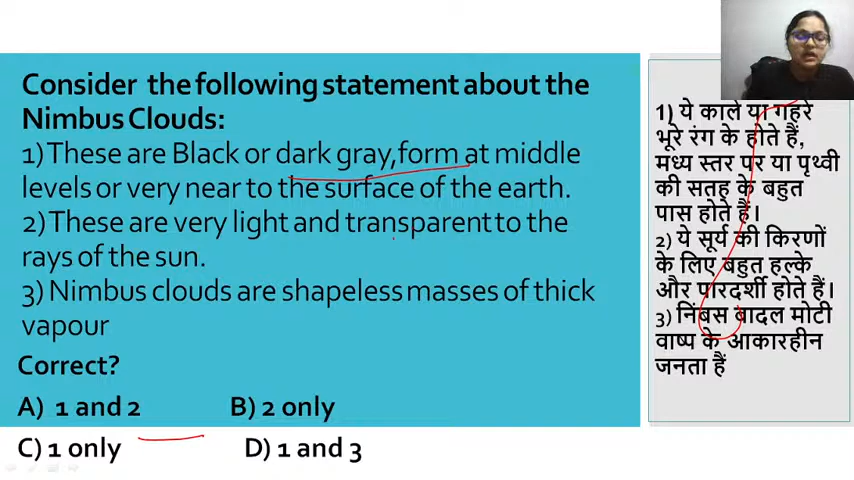 Consider the following statement about the
Nimbus Clouds:
1)These are Black or dark gray,form at middle
levels or very near to the surface of the earth.
2)These are very light and transparent to the
rays of the sun.
3) Nimbus clouds are shapeless masses of thick
vapour
Correct?
A) 1 and 2 B) 2 only
C) 1 only D) 1 and 3
1) ये काले या गहरे
भूरे रंग के होते हैं,
मध्य स्तर पर या पृथ्वी
की सतह के बहुत
पास होते हैं।
2) ये सूर्य की किरणों
के लिए बहुत हल्के
और पारदर्शी होते हैं।
3) निंबस बादल मोटी
वाष्प के आकारहीन
जनता हैं